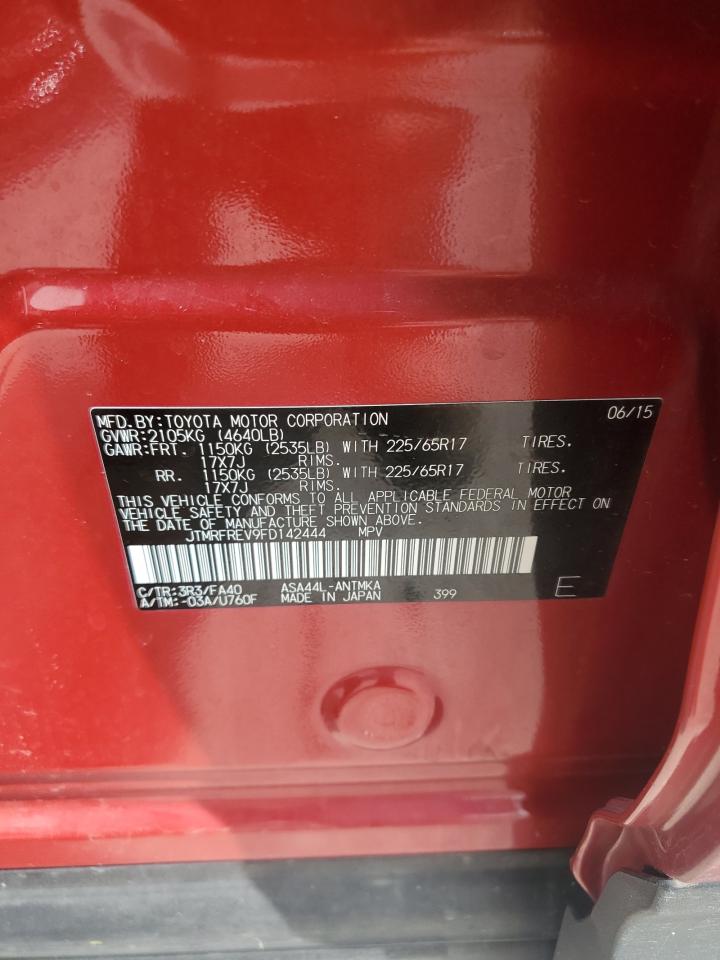 MFD.BY:TOYOTA MOTOR CORPORATION 06/15
GVWR:2105KG (4640LB)
GAWR:FRT. 1150KG (2535LB) WITH 225/65R17 TIRES.
17X7J RIMS.
RR. 1150KG (2535LB) WITH 225/65R17 TIRES.
17X7J RIMS.
THIS VEHICLE CONFORMS TO ALL APPLICABLE FEDERAL MOTOR
VEHICLE SAFETY AND THEFT PREVENTION STANDARDS IN EFFECT ON
THE DATE OF MANUFACTURE SHOWN ABOVE.
JTMRFREV9FD142444 MPV
C/TR:3R3/FA40 ASA44L-ANTMKA
A/TM:-03A/U760F MADE IN JAPAN 399 E